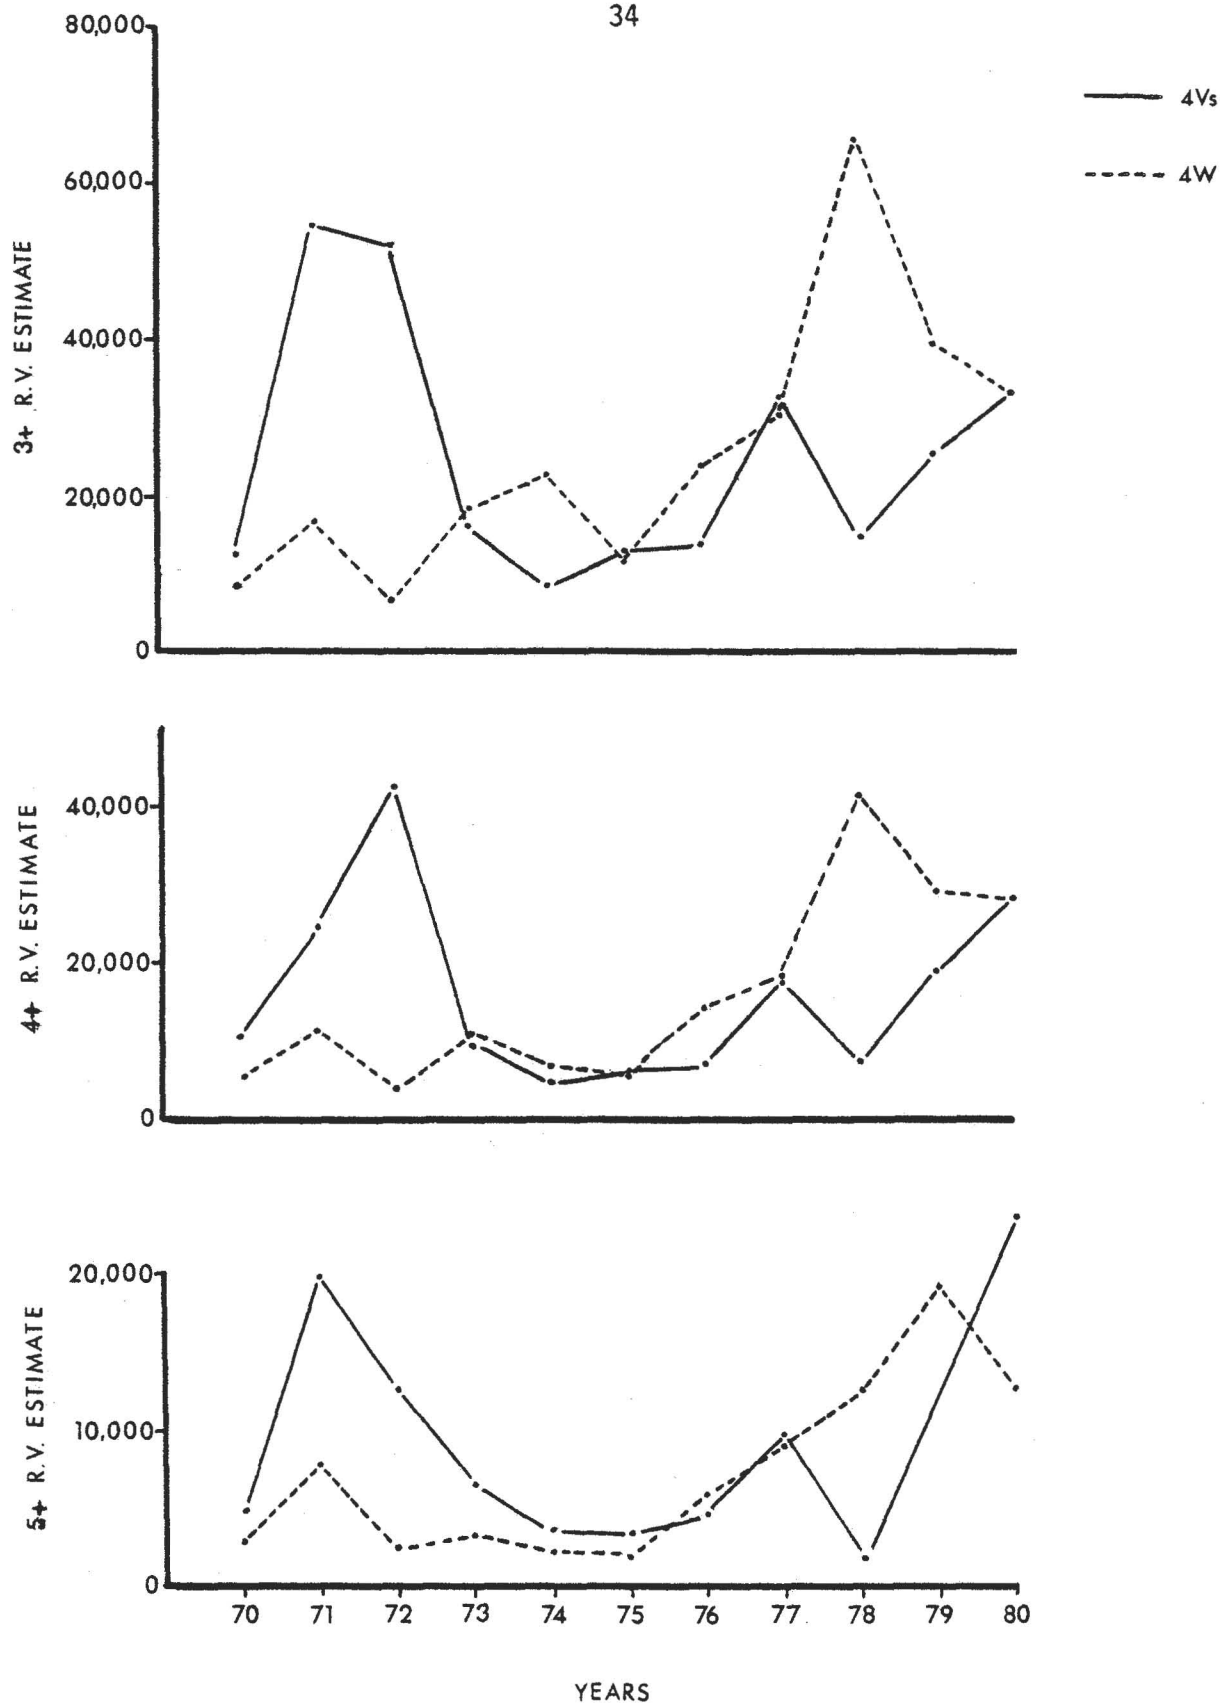 34
80,000
60,000
40,000
20,000
0
3+ R.V. ESTIMATE
4Vs
4W
40,000
20,000
0
4+ R.V. ESTIMATE
20,000
10,000
0
5+ R.V. ESTIMATE
70 71 72 73 74 75 76 77 78 79 80
YEARS